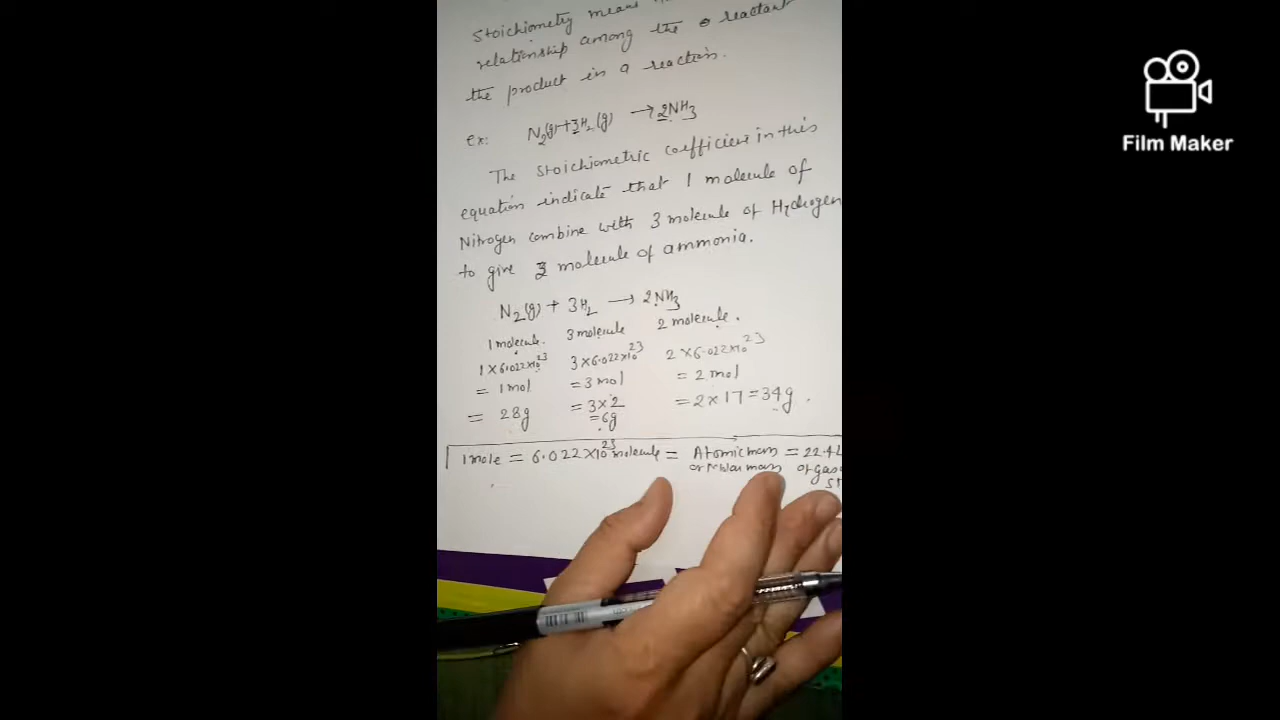 Stoichiometry means
relationship among the reactant
the product in a reaction.
ex: N2(g)+3H2(g) → 2NH3
The stoichiometric coefficient in this
equation indicate that 1 molecule of
Nitrogen combine with 3 molecule of Hydrogen
to give 2 molecule of ammonia.
N2(g) + 3H2 → 2NH3
1 molecule. 3 molecule 2 molecule.
1×6.022×10^23 3×6.022×10^23 2×6.022×10^23
= 1 mol = 3 mol = 2 mol
= 28g = 3×2 = 2×17=34g.
=6g
1 mole = 6.022×10^23 molecule = Atomic mass = 22.4L
or Molar mass of gas
Film Maker